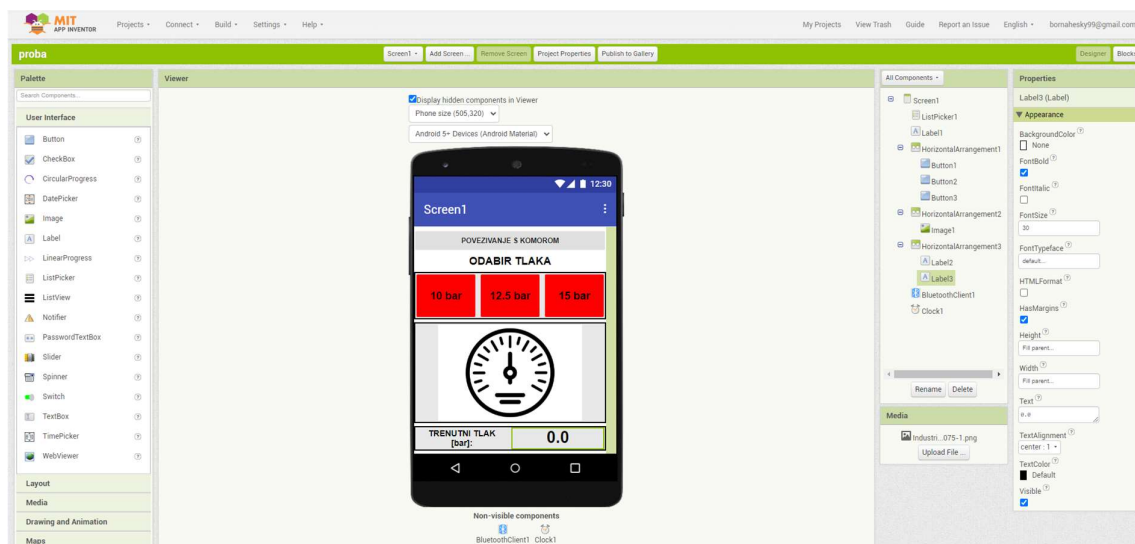 MIT
APP INVENTOR
Projects
Connect
Build
Settings
Help
My Projects
View Trash
Guide
Report an Issue
English
bornahesky99@gmail.com
proba
Screen1
Add Screen ...
Remove Screen
Project Properties
Publish to Gallery
Designer
Blocks
Palette
Search Components...
User Interface
Button
CheckBox
CircularProgress
DatePicker
Image
Label
LinearProgress
ListPicker
ListView
Notifier
PasswordTextBox
Slider
Spinner
Switch
TextBox
TimePicker
WebViewer
Layout
Media
Drawing and Animation
Maps
Viewer
Display hidden components in Viewer
Phone size (505,320)
Android 5+ Devices (Android Material)
12:30
Screen1
POVEZIVANJE S KOMOROM
ODABIR TLAKA
10 bar
12.5 bar
15 bar
TRENUTNI TLAK
[bar]:
0.0
Non-visible components
BluetoothClient1
Clock1
All Components
Screen1
ListPicker1
Label1
HorizontalArrangement1
Button1
Button2
Button3
HorizontalArrangement2
Image1
HorizontalArrangement3
Label2
Label3
BluetoothClient1
Clock1
Rename
Delete
Media
Industri...075-1.png
Upload File ...
Properties
Label3 (Label)
Appearance
BackgroundColor
None
FontBold
FontItalic
FontSize
30
FontTypeface
default...
HTMLFormat
HasMargins
Height
Fill parent...
Width
Fill parent...
Text
0.0
TextAlignment
center : 1
TextColor
Default
Visible